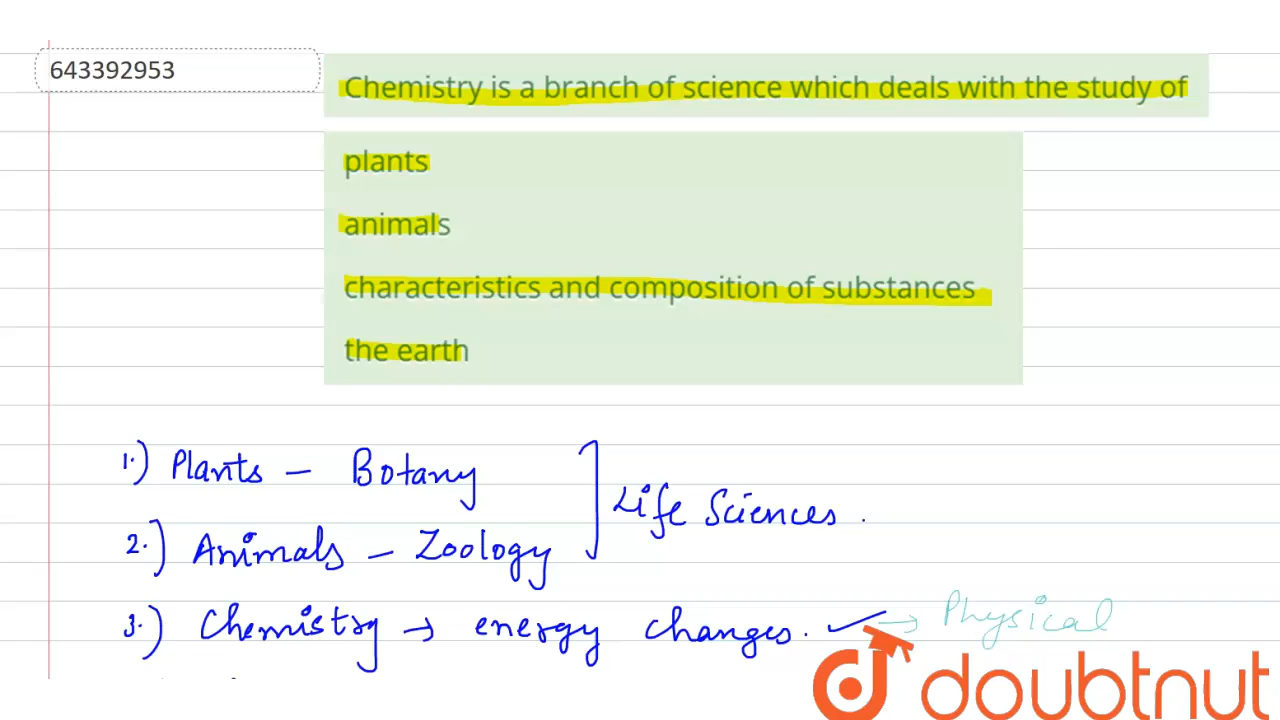 643392953
Chemistry is a branch of science which deals with the study of
plants
animals
characteristics and composition of substances
the earth
1.) Plants - Botany
2.) Animals - Zoology
Life Sciences.
3.) Chemistry → energy changes. ✓ → Physical
doubtnut